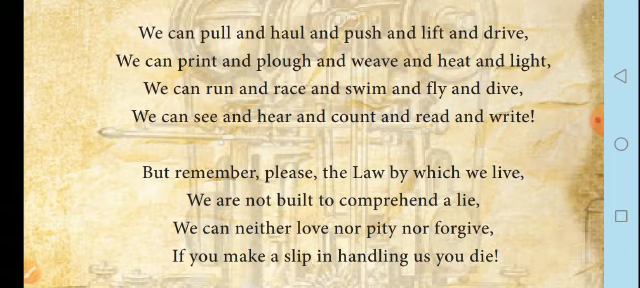 We can pull and haul and push and lift and drive,
We can print and plough and weave and heat and light,
We can run and race and swim and fly and dive,
We can see and hear and count and read and write!
But remember, please, the Law by which we live,
We are not built to comprehend a lie,
We can neither love nor pity nor forgive,
If you make a slip in handling us you die!